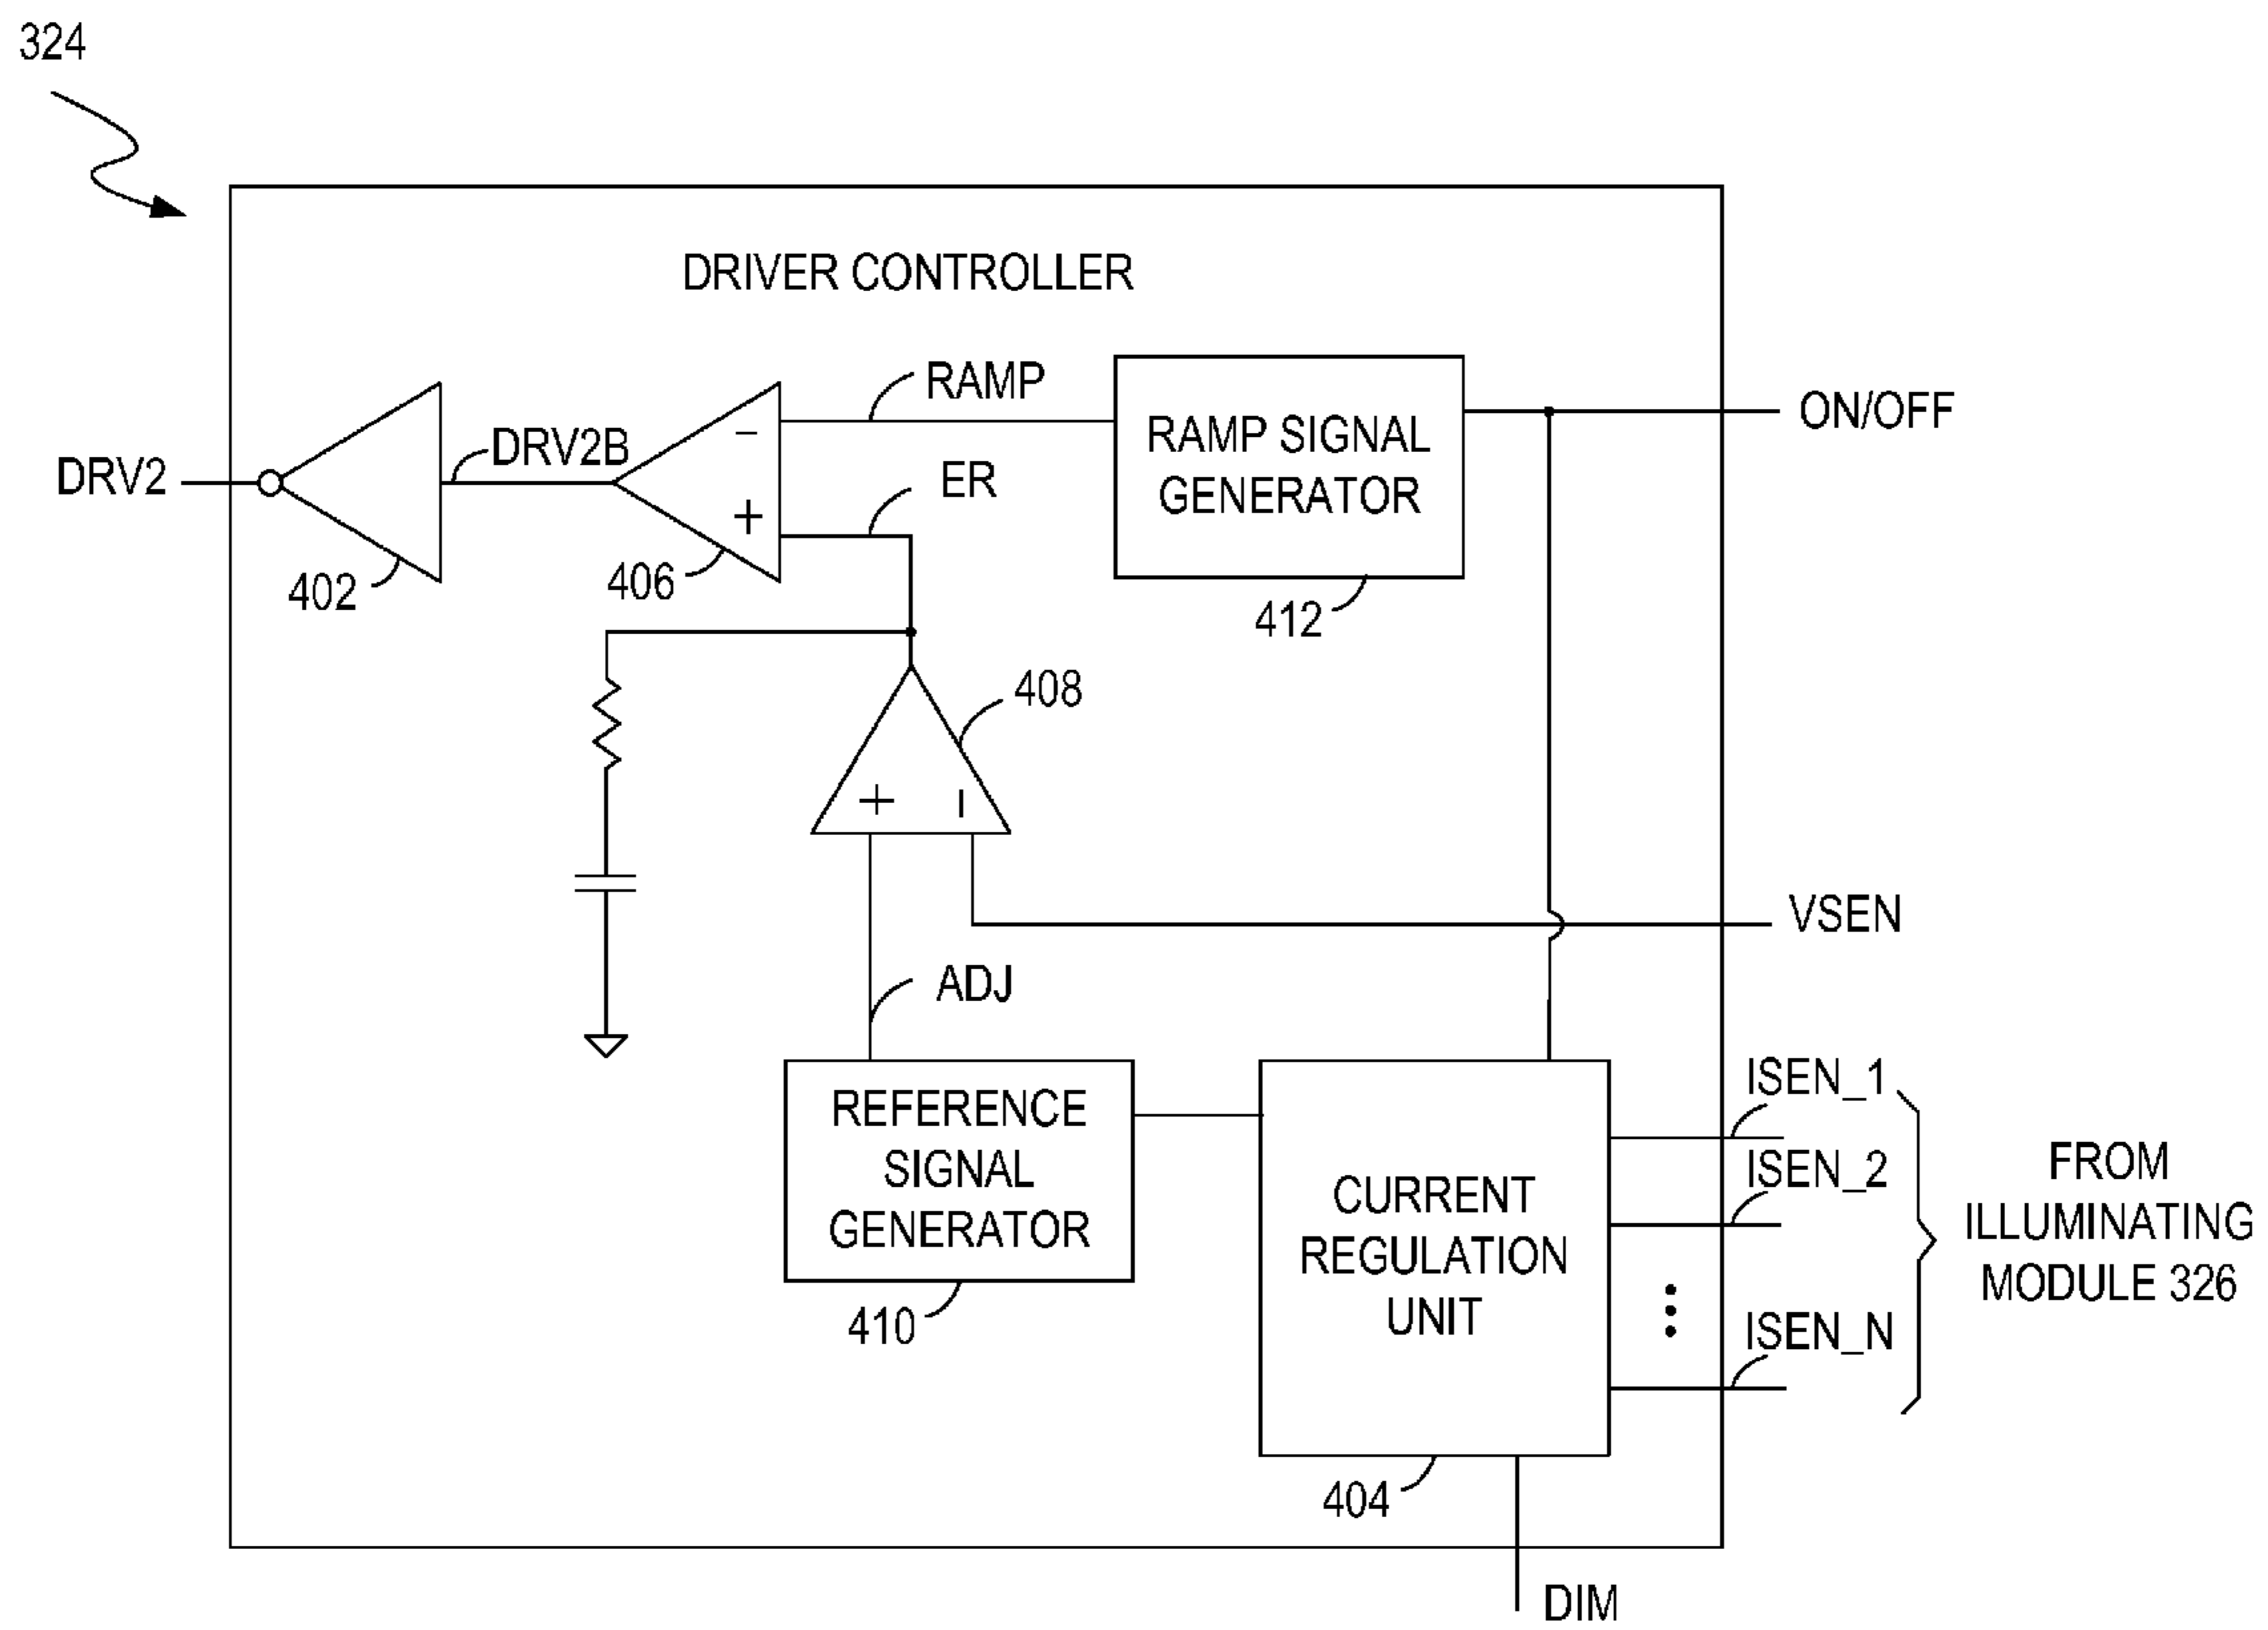 324
DRIVER CONTROLLER
RAMP
RAMP SIGNAL
GENERATOR
ON/OFF
DRV2
DRV2B
−
+
ER
402
406
412
408
+
−
VSEN
ADJ
REFERENCE
SIGNAL
GENERATOR
410
CURRENT
REGULATION
UNIT
404
ISEN_1
ISEN_2
ISEN_N
FROM
ILLUMINATING
MODULE 326
DIM